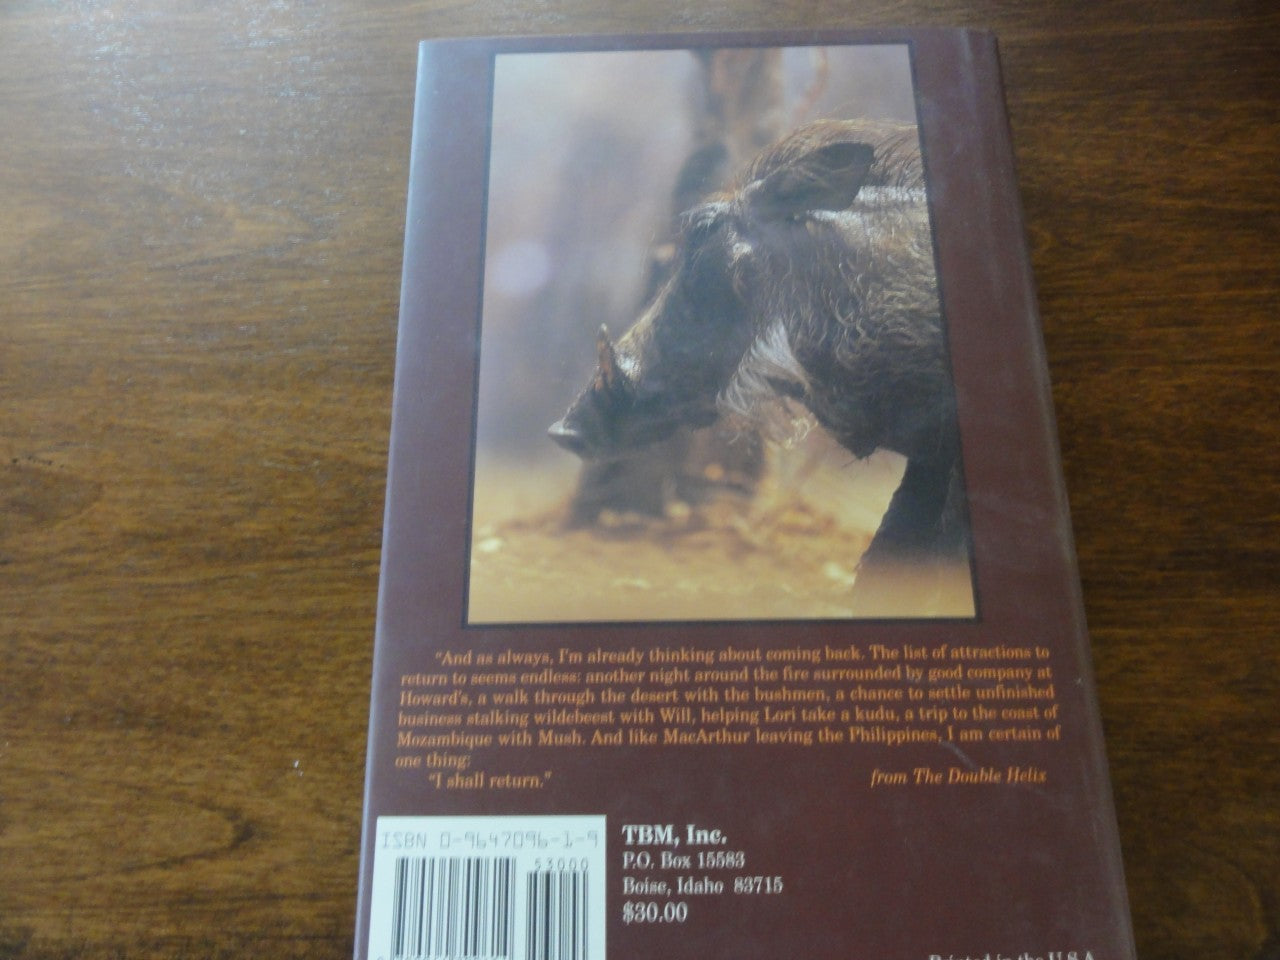 "And as always, I'm already thinking about coming back. The list of attractions to
return to seems endless: another night around the fire surrounded by good company at
Howard's, a walk through the desert with the bushmen, a chance to settle unfinished
business stalking wildebeest with Will, helping Lori take a kudu, a trip to the coast of
Mozambique with Mush. And like MacArthur leaving the Philippines, I am certain of
one thing:
"I shall return."
from The Double Helix
ISBN 0-9647096-1-9
53000
TBM, Inc.
P.O. Box 15583
Boise, Idaho 83715
$30.00
Printed in the U.S.A.